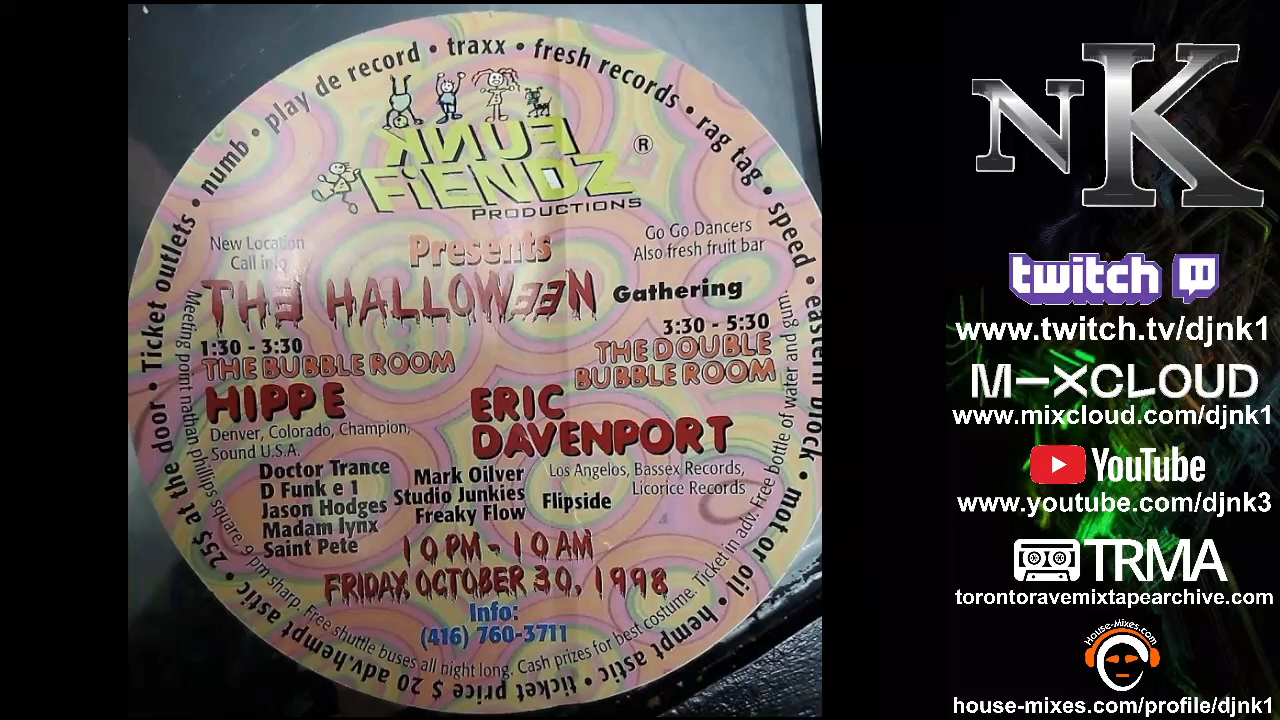 numb • play de record • traxx • fresh records • rag tag • speed • eastern block • mot or oil • hempt astic • ticket price $ 20 adv.hempt astic • 25$ at the door • Ticket outlets •
FUNK
FiENDZ ®
PRODUCTIONS
New Location
Call info
Presents
Go Go Dancers
Also fresh fruit bar
THE HALLOWEEN Gathering
1:30 - 3:30
THE BUBBLE ROOM
HIPPE
Denver, Colorado, Champion,
Sound U.S.A.
3:30 - 5:30
THE DOUBLE
BUBBLE ROOM
ERIC
DAVENPORT
Los Angelos, Bassex Records,
Licorice Records
Doctor Trance
D Funk e 1
Jason Hodges
Madam lynx
Saint Pete
Mark Oilver
Studio Junkies
Freaky Flow
Flipside
10 PM - 10 AM
FRIDAY, OCTOBER 30, 1998
Info:
(416) 760-3711
Meeting point nathan phillips square, 9 pm sharp. Free shuttle buses all night long. Cash prizes for best costume. Ticket in adv. Free bottle of water and gum.
NK
twitch
www.twitch.tv/djnk1
M–XCLOUD
www.mixcloud.com/djnk1
YouTube
www.youtube.com/djnk3
TRMA
torontoravemixtapearchive.com
House-Mixes.com
house-mixes.com/profile/djnk1